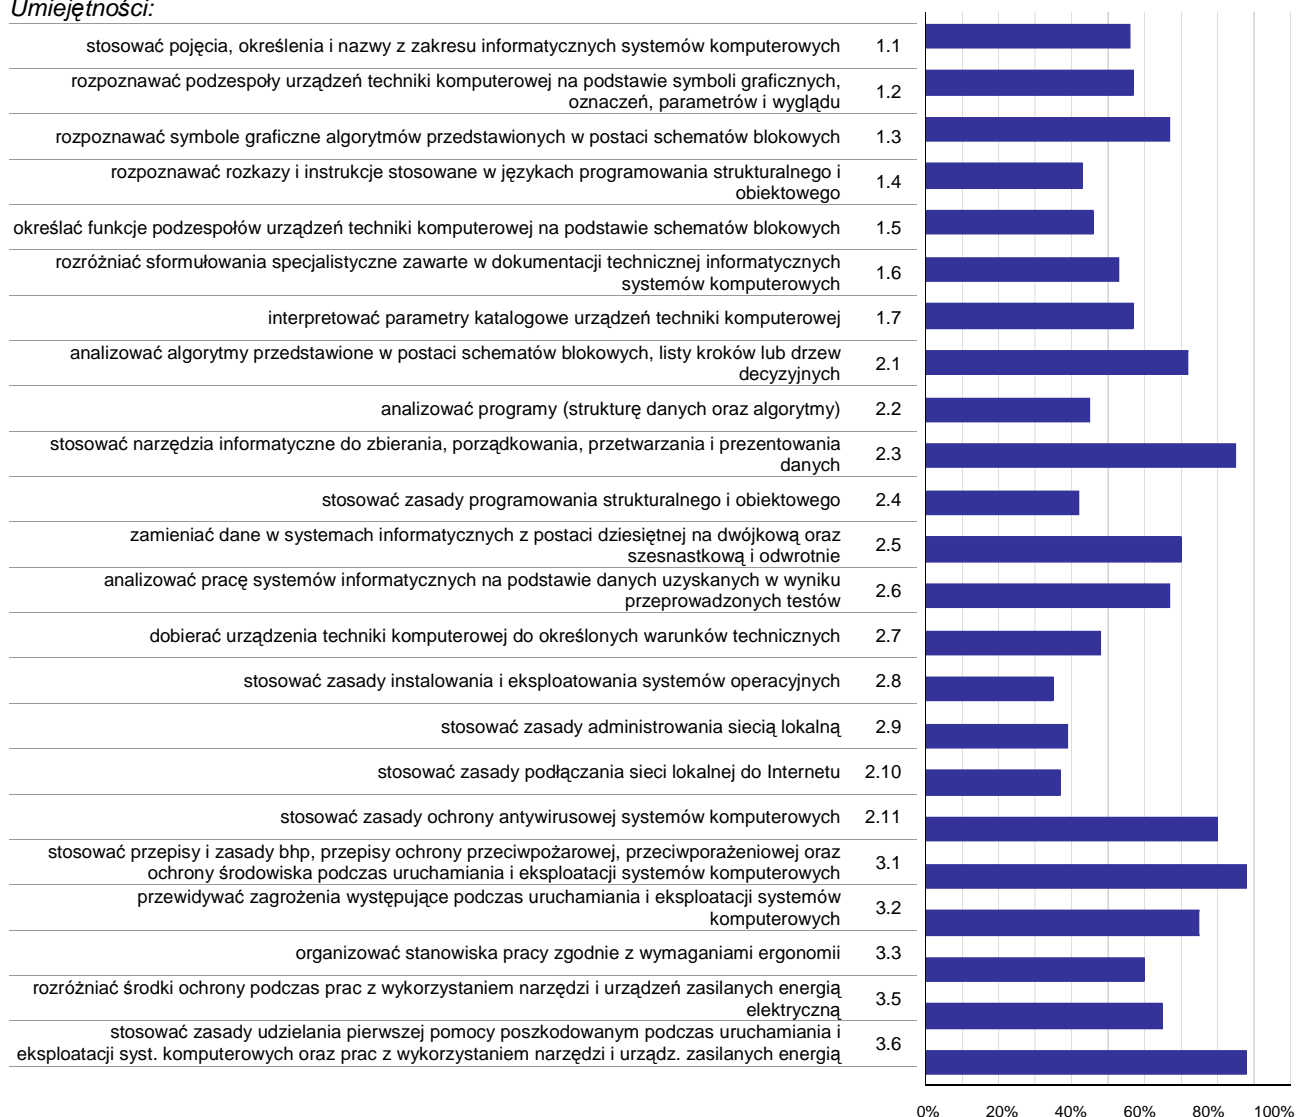 Umiejętności:
stosować pojęcia, określenia i nazwy z zakresu informatycznych systemów komputerowych 1.1
rozpoznawać podzespoły urządzeń techniki komputerowej na podstawie symboli graficznych,
oznaczeń, parametrów i wyglądu 1.2
rozpoznawać symbole graficzne algorytmów przedstawionych w postaci schematów blokowych 1.3
rozpoznawać rozkazy i instrukcje stosowane w językach programowania strukturalnego i
obiektowego 1.4
określać funkcje podzespołów urządzeń techniki komputerowej na podstawie schematów blokowych 1.5
rozróżniać sformułowania specjalistyczne zawarte w dokumentacji technicznej informatycznych
systemów komputerowych 1.6
interpretować parametry katalogowe urządzeń techniki komputerowej 1.7
analizować algorytmy przedstawione w postaci schematów blokowych, listy kroków lub drzew
decyzyjnych 2.1
analizować programy (strukturę danych oraz algorytmy) 2.2
stosować narzędzia informatyczne do zbierania, porządkowania, przetwarzania i prezentowania
danych 2.3
stosować zasady programowania strukturalnego i obiektowego 2.4
zamieniać dane w systemach informatycznych z postaci dziesiętnej na dwójkową oraz
szesnastkową i odwrotnie 2.5
analizować pracę systemów informatycznych na podstawie danych uzyskanych w wyniku
przeprowadzonych testów 2.6
dobierać urządzenia techniki komputerowej do określonych warunków technicznych 2.7
stosować zasady instalowania i eksploatowania systemów operacyjnych 2.8
stosować zasady administrowania siecią lokalną 2.9
stosować zasady podłączania sieci lokalnej do Internetu 2.10
stosować zasady ochrony antywirusowej systemów komputerowych 2.11
stosować przepisy i zasady bhp, przepisy ochrony przeciwpożarowej, przeciwporażeniowej oraz
ochrony środowiska podczas uruchamiania i eksploatacji systemów komputerowych 3.1
przewidywać zagrożenia występujące podczas uruchamiania i eksploatacji systemów
komputerowych 3.2
organizować stanowiska pracy zgodnie z wymaganiami ergonomii 3.3
rozróżniać środki ochrony podczas prac z wykorzystaniem narzędzi i urządzeń zasilanych energią
elektryczną 3.5
stosować zasady udzielania pierwszej pomocy poszkodowanym podczas uruchamiania i
eksploatacji syst. komputerowych oraz prac z wykorzystaniem narzędzi i urządz. zasilanych energią 3.6
0% 20% 40% 60% 80% 100%